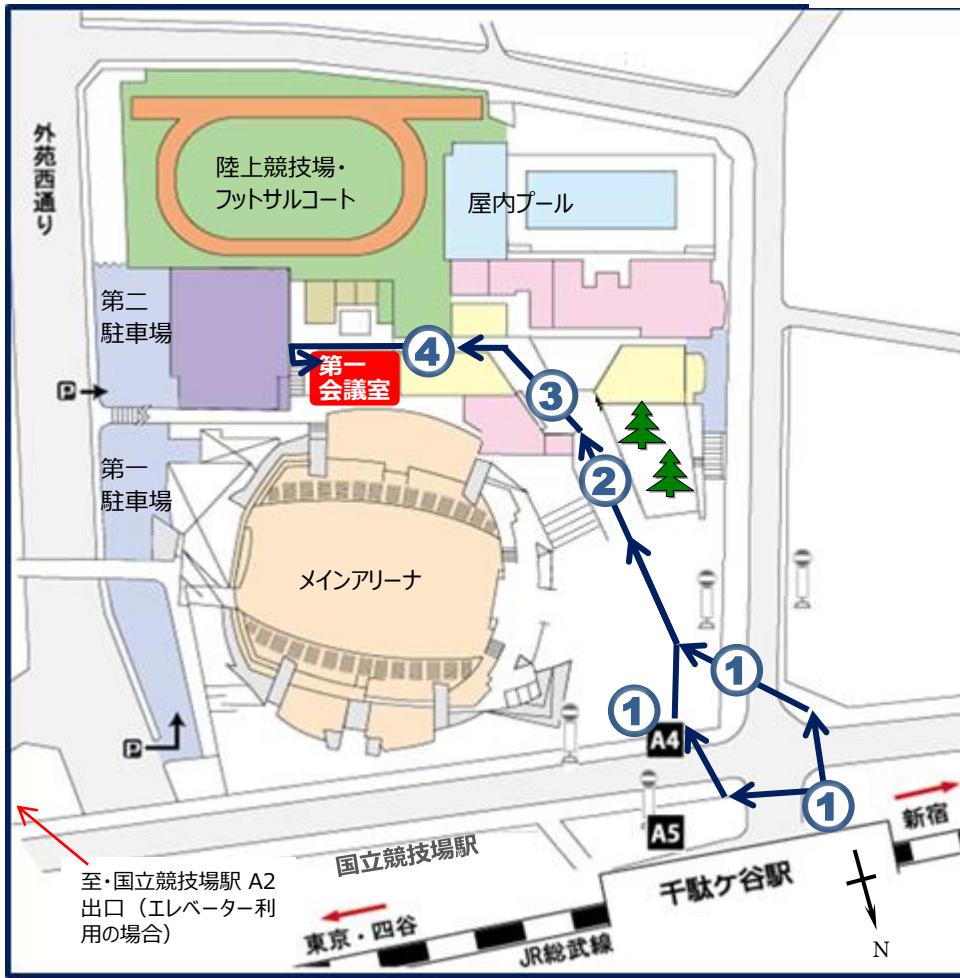 外苑西通り
陸上競技場・
フットサルコート
屋内プール
第二
駐車場
第一
会議室
④
③
P
第一
駐車場
②
メインアリーナ
①
①
P
A4
①
A5
新宿
国立競技場駅
千駄ケ谷駅
至・国立競技場駅 A2
出口（エレベーター利
用の場合）
東京・四谷
JR総武線
N